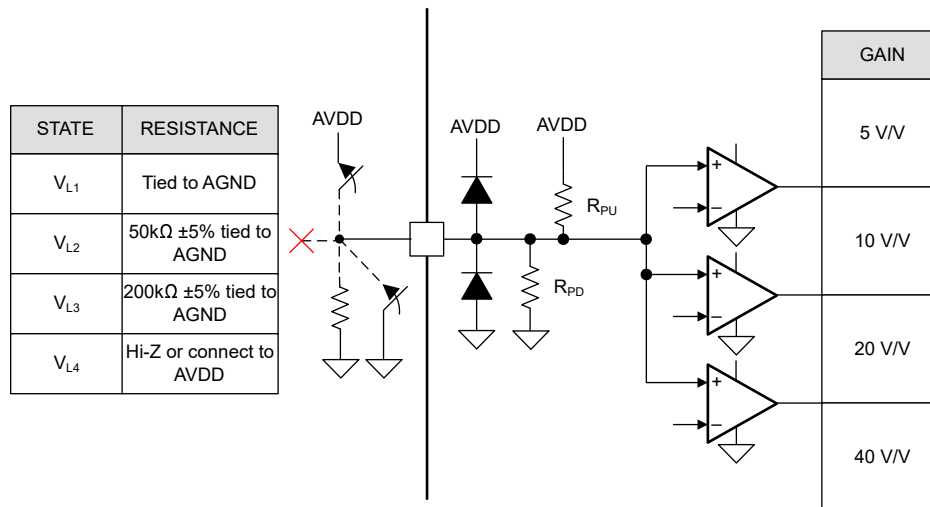 STATE RESISTANCE
V_L1 Tied to AGND
V_L2 50kΩ ±5% tied to
AGND
V_L3 200kΩ ±5% tied to
AGND
V_L4 Hi-Z or connect to
AVDD
AVDD
AVDD
AVDD
R_PU
R_PD
+
−
+
−
+
−
GAIN
5 V/V
10 V/V
20 V/V
40 V/V